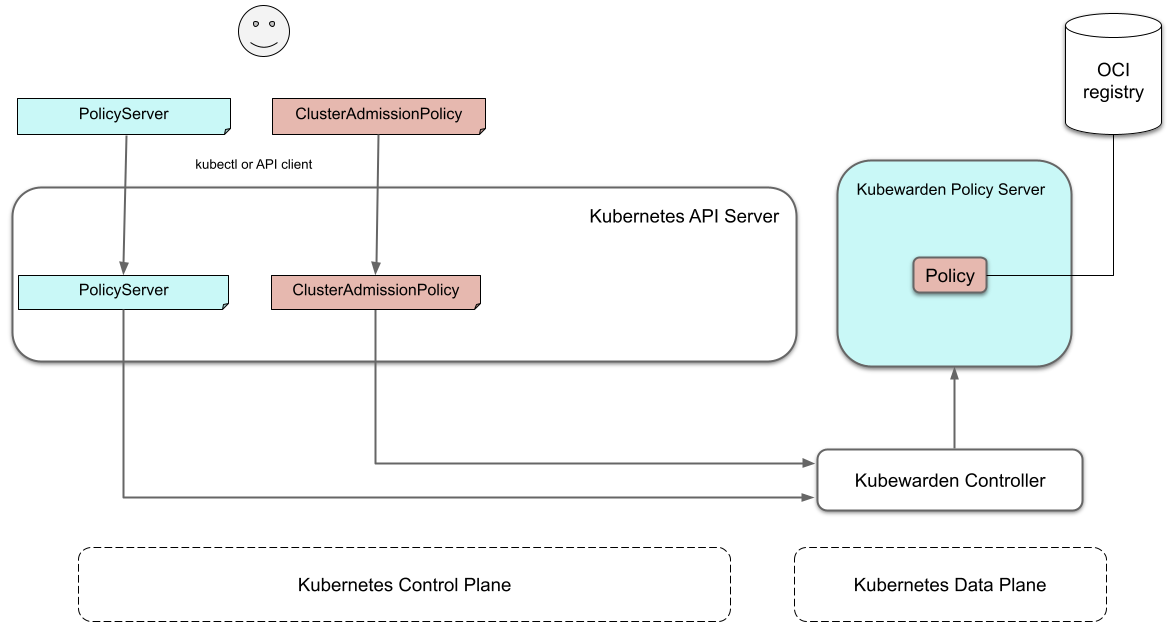 OCI
registry
PolicyServer
ClusterAdmissionPolicy
kubectl or API client
Kubewarden Policy Server
Kubernetes API Server
Policy
PolicyServer
ClusterAdmissionPolicy
Kubewarden Controller
Kubernetes Control Plane
Kubernetes Data Plane